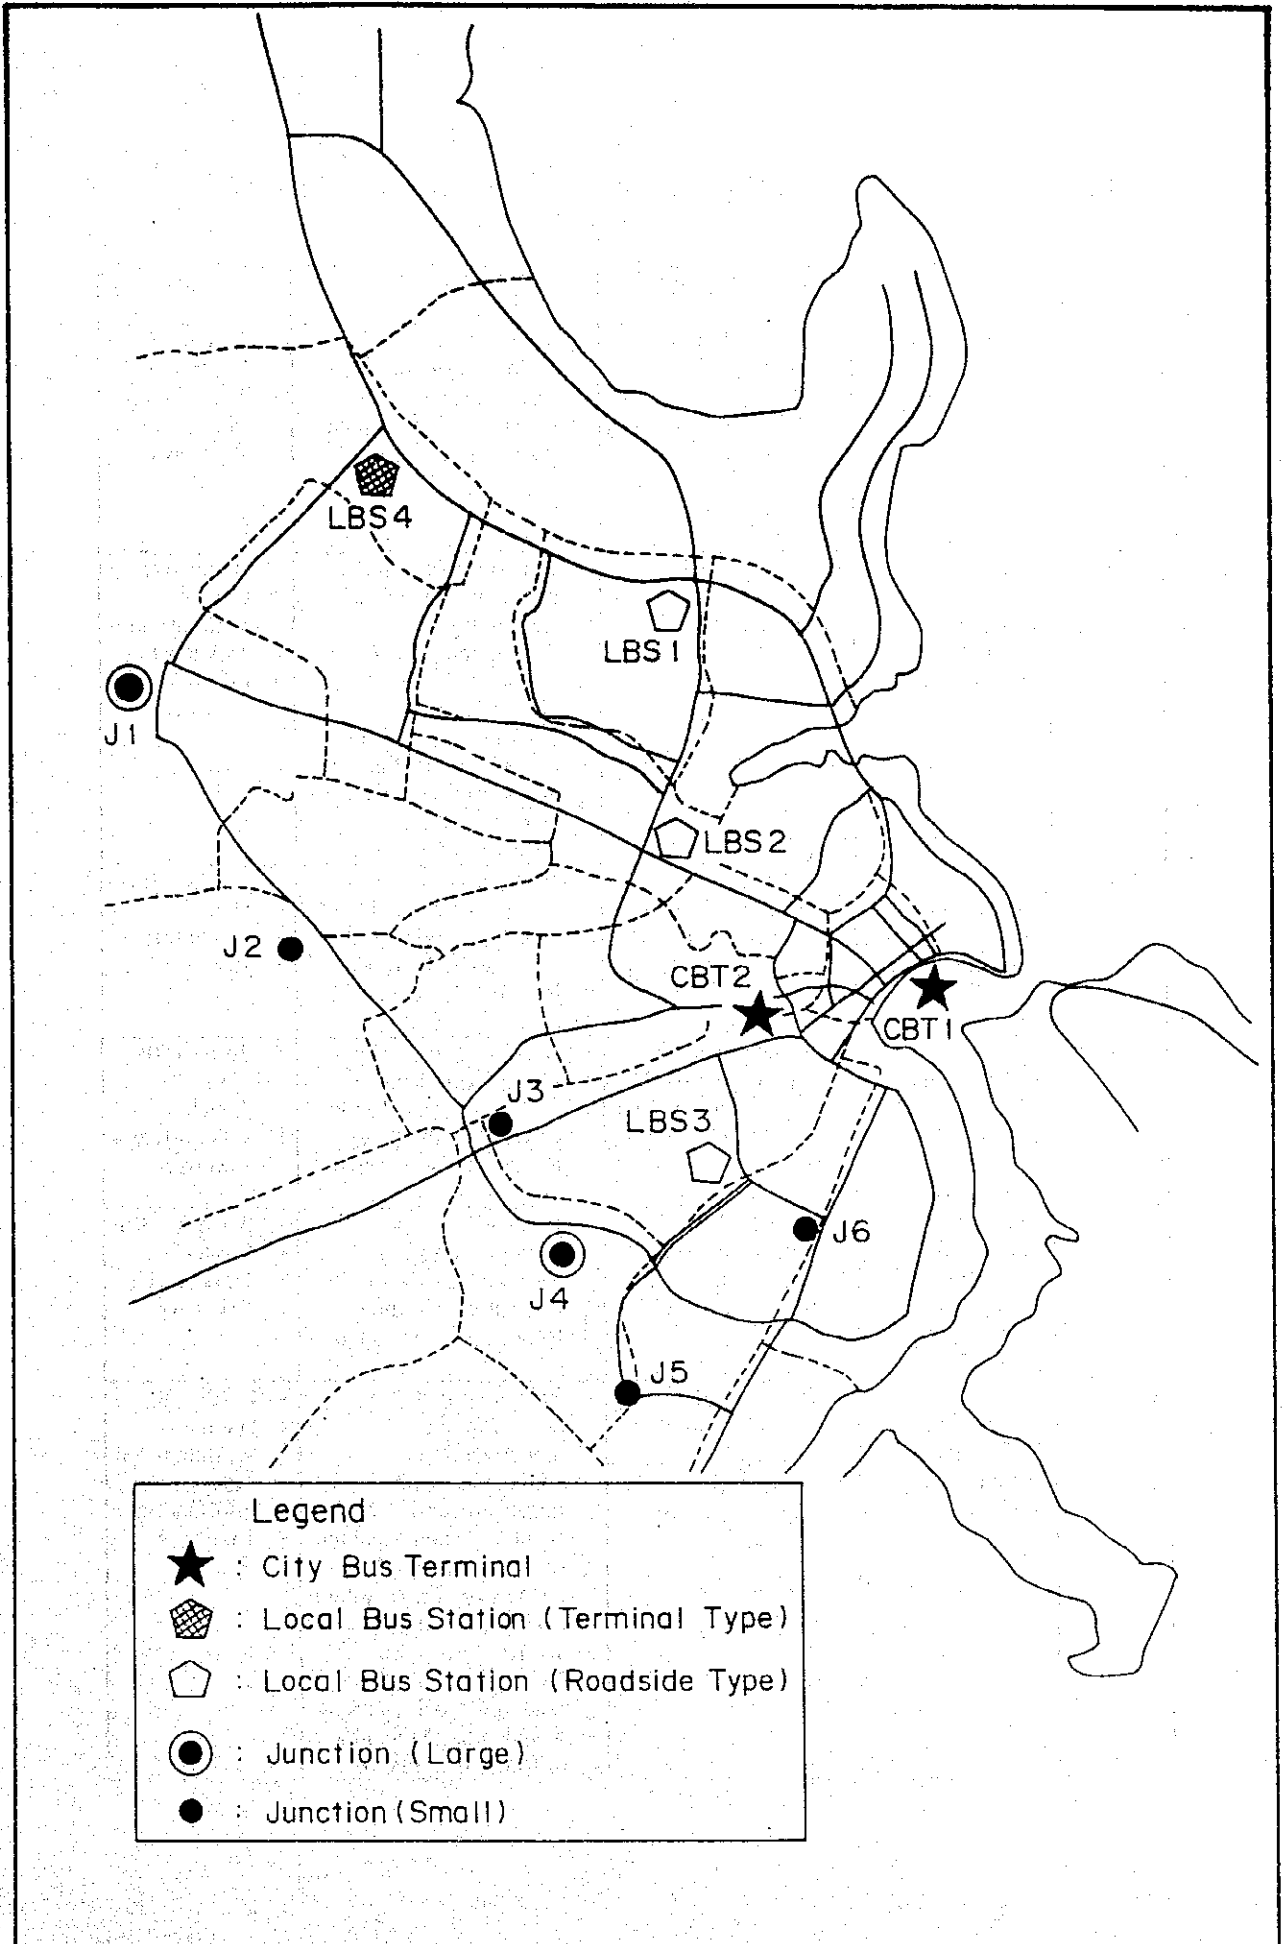 LBS4
LBS1
J1
LBS2
J2
CBT2
CBT1
J3
LBS3
J6
J4
J5
Legend
: City Bus Terminal
: Local Bus Station (Terminal Type)
: Local Bus Station (Roadside Type)
: Junction (Large)
: Junction (Small)